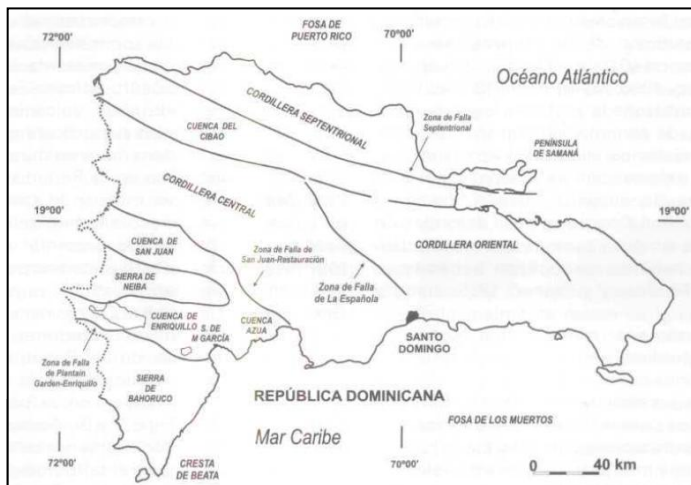 FOSA DE
PUERTO RICO
72°00'
70°00'
Océano Atlántico
CORDILLERA SEPTENTRIONAL
Zona de Falla
Septentrional
CUENCA DEL
CIBAO
PENÍNSULA
DE SAMANÁ
CORDILLERA CENTRAL
19°00'
19°00'
CUENCA DE
SAN JUAN
CORDILLERA ORIENTAL
Zona de Falla de
San Juan-Restauración
SIERRA DE
NEIBA
Zona de Falla
de La Española
CUENCA DE
ENRIQUILLO
S. DE
M GARCÍA
CUENCA
AZUA
SANTO
DOMINGO
Zona de Falla
de Plantain
Garden-Enriquillo
SIERRA
DE
BAHORUCO
REPÚBLICA DOMINICANA
FOSA DE LOS MUERTOS
Mar Caribe
72°00'
70°00'
CRESTA
DE BEATA
0 40 km